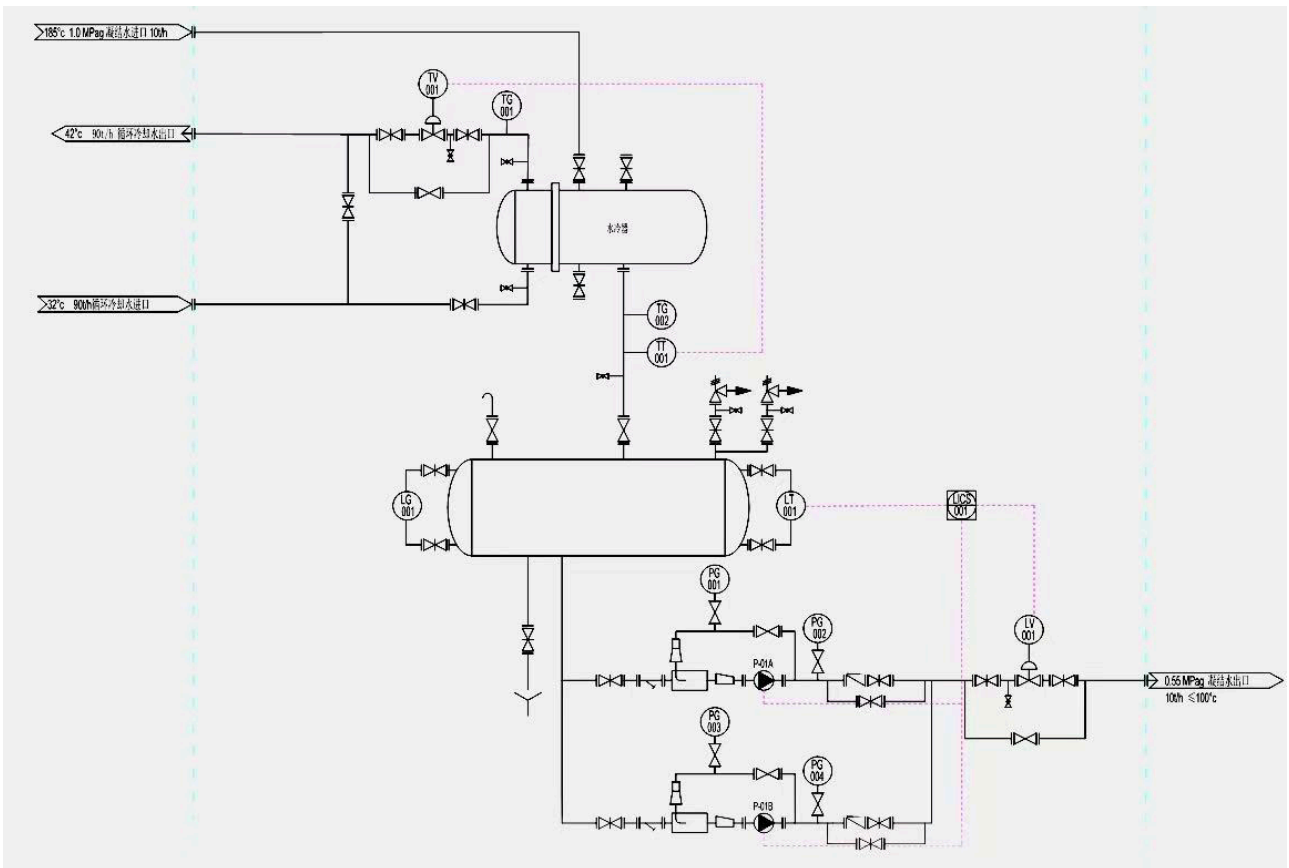 185°c 1.0 MPag 凝结水进口 10t/h
TV
001
TG
001
42°c 90t/h 循环冷却水出口
水冷器
32°c 90t/h循环冷却水进口
TG
002
TT
001
LG
001
LT
001
LICS
001
PG
001
PG
002
LV
001
P-01A
0.55 MPag 凝结水出口
10t/h ≤100°c
PG
003
PG
004
P-01B